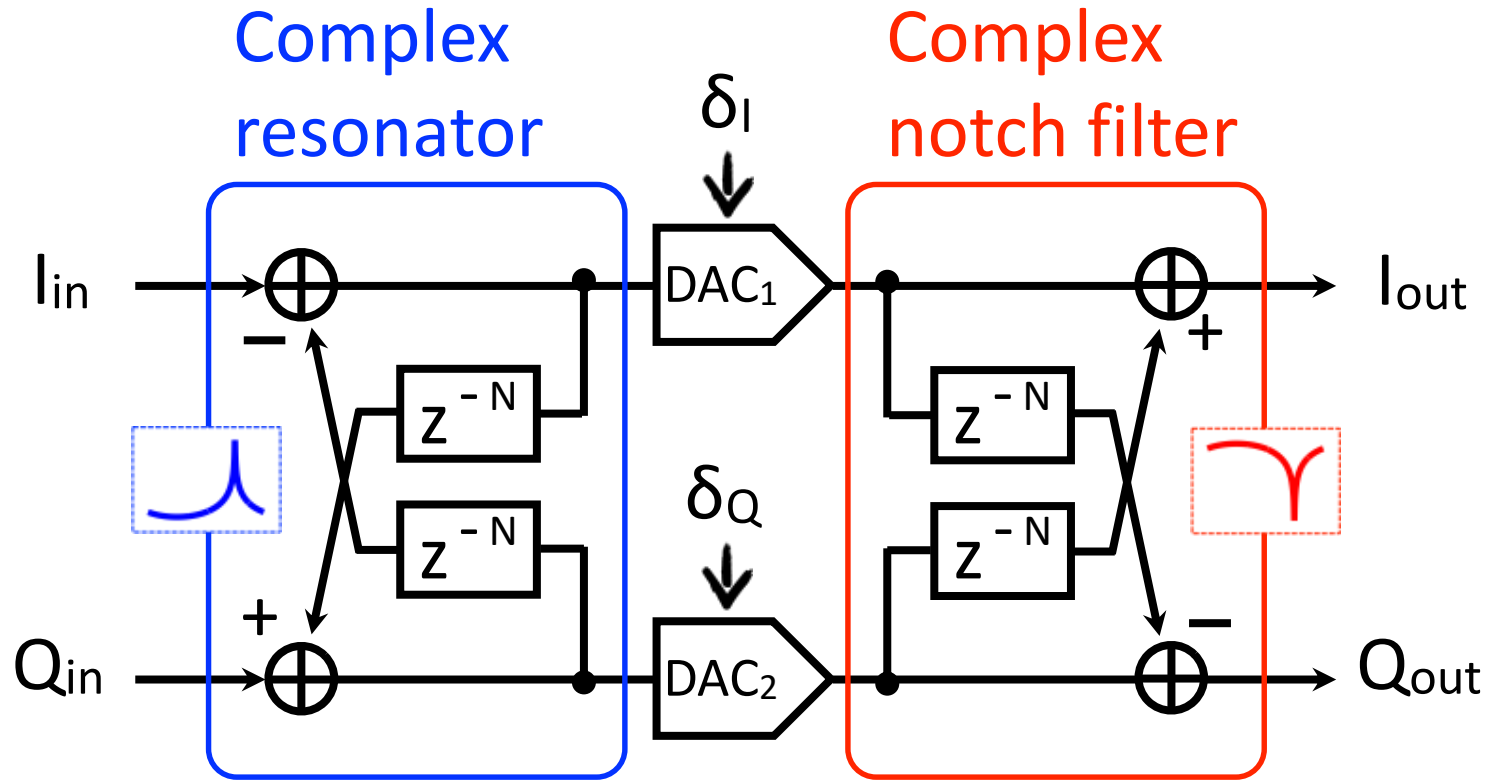 Complex
resonator
Complex
notch filter
δI
Iin
DAC1
Iout
−
+
z-N
z-N
z-N
z-N
δQ
+
−
Qin
DAC2
Qout